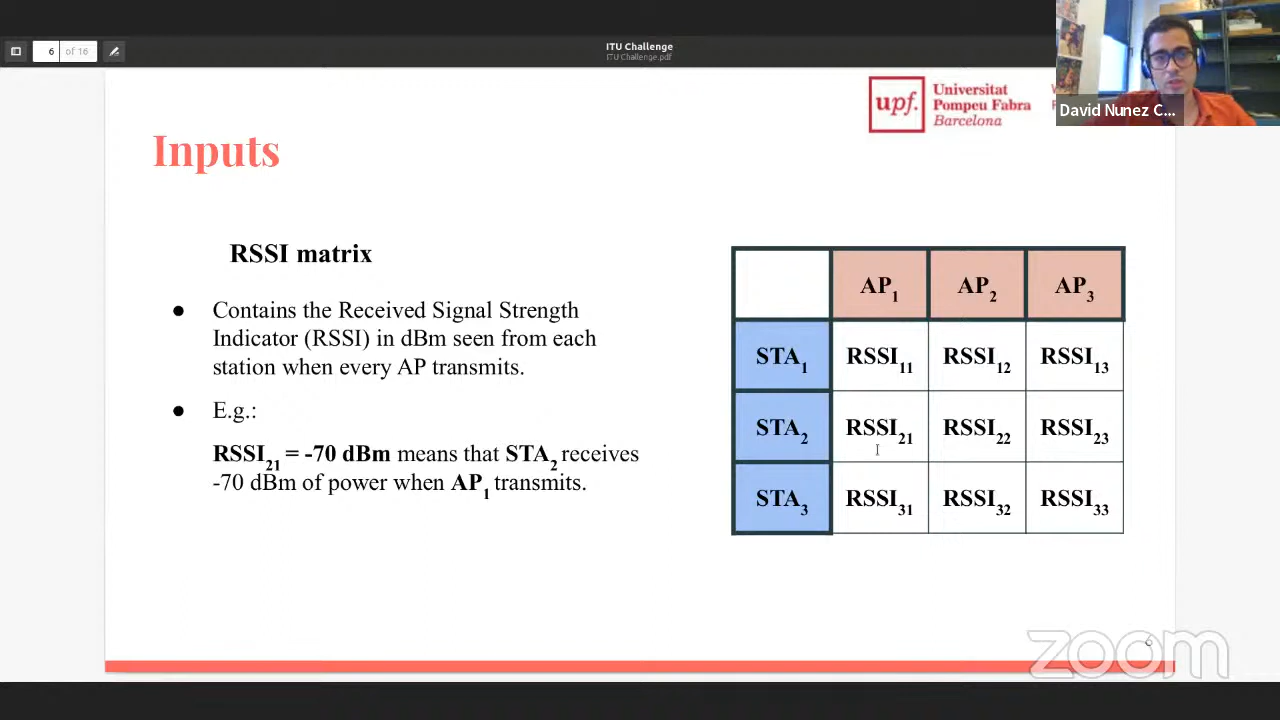 6 of 16
ITU Challenge
ITU Challenge.pdf
upf.
Universitat
Pompeu Fabra
Barcelona
David Nunez C...
Inputs
RSSI matrix
● Contains the Received Signal Strength
Indicator (RSSI) in dBm seen from each
station when every AP transmits.
● E.g.:
RSSI21 = -70 dBm means that STA2 receives
-70 dBm of power when AP1 transmits.
AP1 AP2 AP3
STA1 RSSI11 RSSI12 RSSI13
STA2 RSSI21 RSSI22 RSSI23
STA3 RSSI31 RSSI32 RSSI33
6
zoom